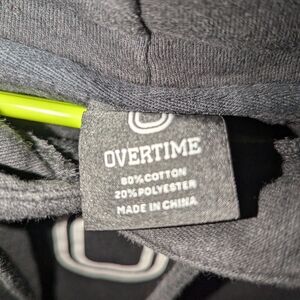 OVERTIME
80%COTTON
20%POLYESTER
MADE IN CHINA